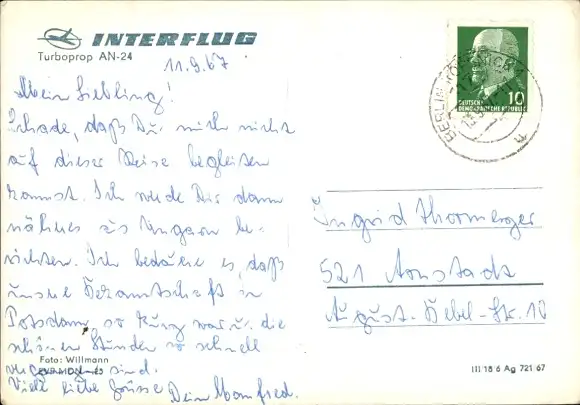 INTERFLUG
Turboprop AN-24
11.9.67
Mein Liebling!
Schade, daß Du mich nicht
auf dieser Reise begleiten
kannst. Ich werde Dir dann
näheres aus Ungarn be-
richten. Ich bedaure es, daß
unsere Bekanntschaft in
Potsdam so kurz war u. die
schönen Stunden so schnell
vergangen sind.
Viele liebe Grüsse
Dein Manfred.
Foto: Willmann
DEUTSCHE
DEMOKRATISCHE REPUBLIK
10
BERLIN
Ingrid Thormerger
521 Arnstadt
August-Bebel-Str. 10
III 18 6 Ag 721 67